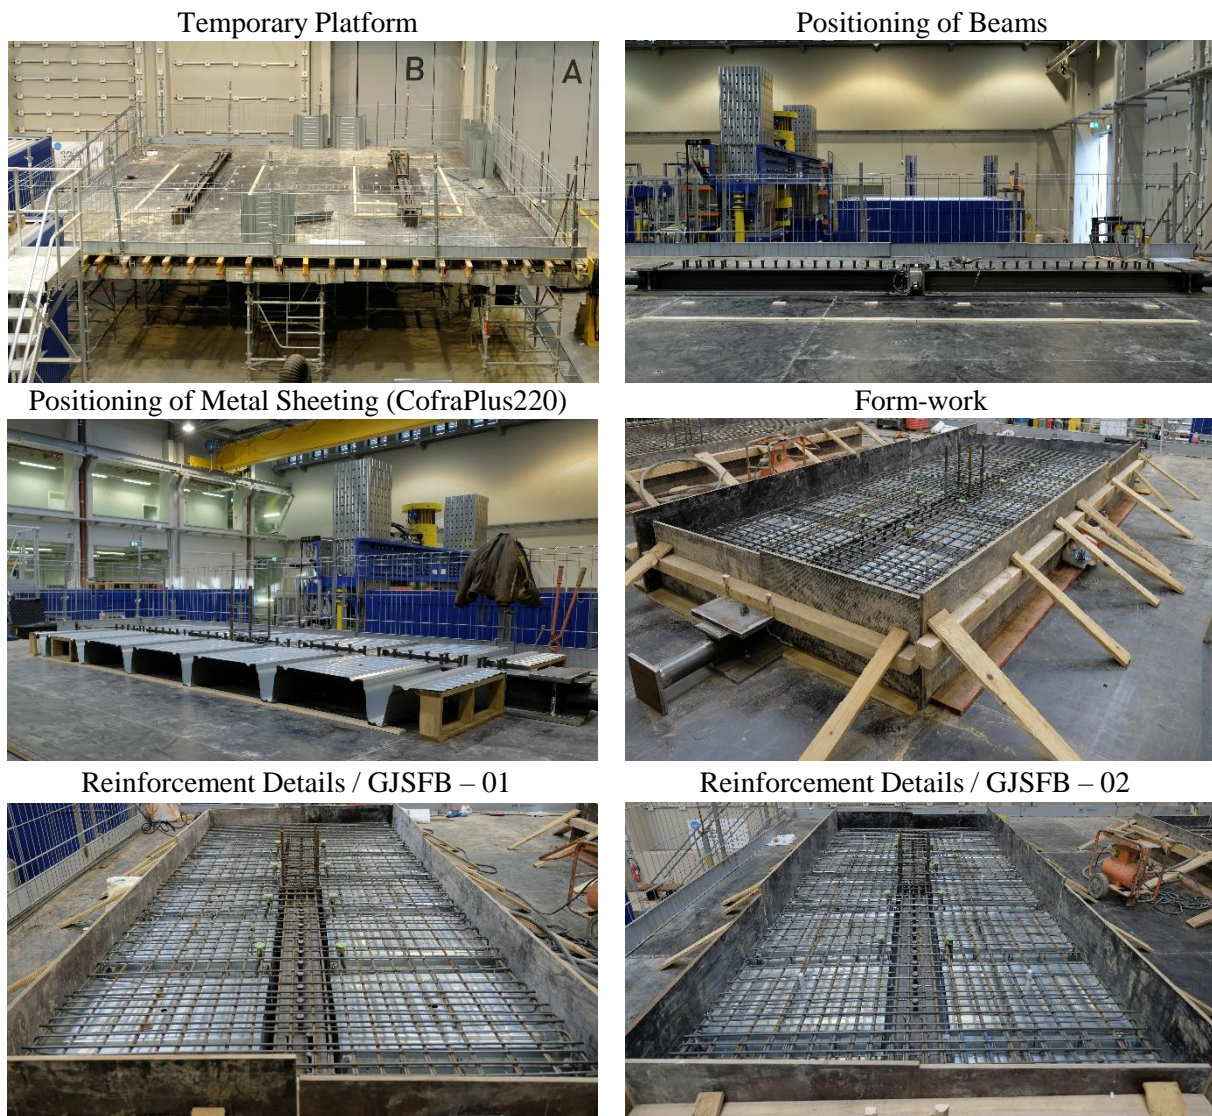 Temporary Platform
Positioning of Beams
B
A
Positioning of Metal Sheeting (CofraPlus220)
Form-work
Reinforcement Details / GJSFB – 01
Reinforcement Details / GJSFB – 02